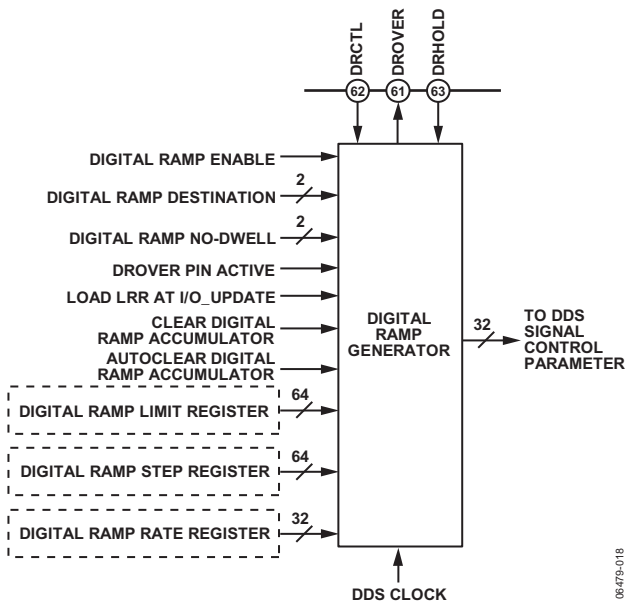 DRCTL
DROVER
DRHOLD
62
61
63
DIGITAL RAMP ENABLE
2
DIGITAL RAMP DESTINATION
2
DIGITAL RAMP NO-DWELL
DROVER PIN ACTIVE
LOAD LRR AT I/O_UPDATE
CLEAR DIGITAL
RAMP ACCUMULATOR
AUTOCLEAR DIGITAL
RAMP ACCUMULATOR
64
DIGITAL RAMP LIMIT REGISTER
64
DIGITAL RAMP STEP REGISTER
32
DIGITAL RAMP RATE REGISTER
DIGITAL
RAMP
GENERATOR
32
TO DDS
SIGNAL
CONTROL
PARAMETER
DDS CLOCK
06479-018